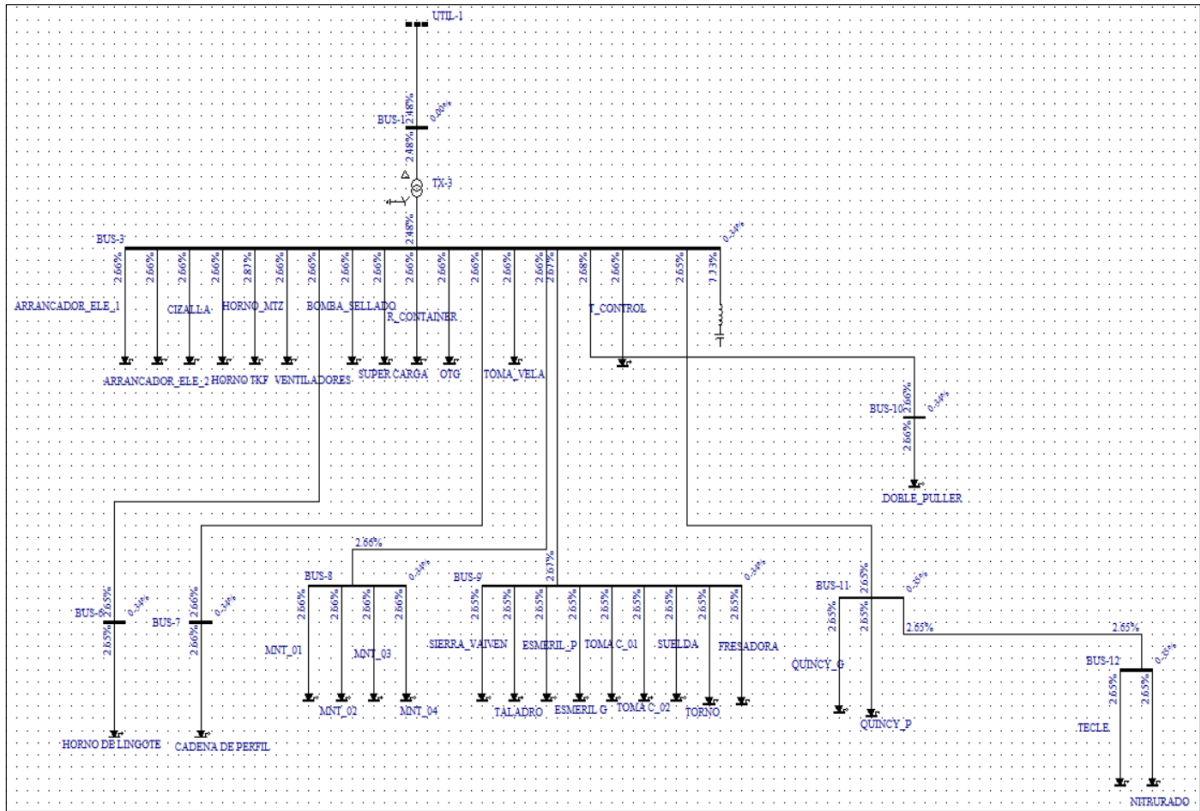 UTIL-1
2.48%
0.00%
BUS-1
2.48%
TX-3
2.48%
BUS-3
0.34%
2.66%
2.66%
2.66%
2.66%
2.87%
2.66%
2.66%
2.66%
2.66%
2.66%
2.66%
2.66%
2.66%
2.66%
2.67%
2.68%
2.66%
2.65%
ARRANCADOR_ELE_1
CIZALLA
HORNO_MTZ
BOMBA_SELLADO
R_CONTAINER
T_CONTROL
ARRANCADOR_ELE_2
HORNO TKF
VENTILADORES
SUPER CARGA
OTG
TOMA_VELA
2.66%
0.34%
BUS-10
2.66%
DOBLE_PULLER
2.66%
2.67%
BUS-8
0.34%
BUS-9
0.34%
BUS-11
2.65%
0.35%
BUS-6
2.65%
0.34%
2.65%
BUS-7
2.66%
0.34%
2.66%
2.66%
2.66%
2.66%
2.66%
2.65%
2.65%
2.65%
2.65%
2.65%
2.65%
2.65%
2.65%
2.65%
2.65%
2.65%
2.65%
MNT_01
MNT_03
SIERRA_VAIVEN
ESMERIL_P
TOMA C_01
SUELDA
FRESADORA
QUINCY_G
BUS-12
0.35%
2.65%
2.65%
MNT_02
MNT_04
TALADRO
ESMERIL G
TOMA C_02
TORNO
QUINCY_P
TECLE
HORNO DE LINGOTE
CADENA DE PERFIL
NITRURADO